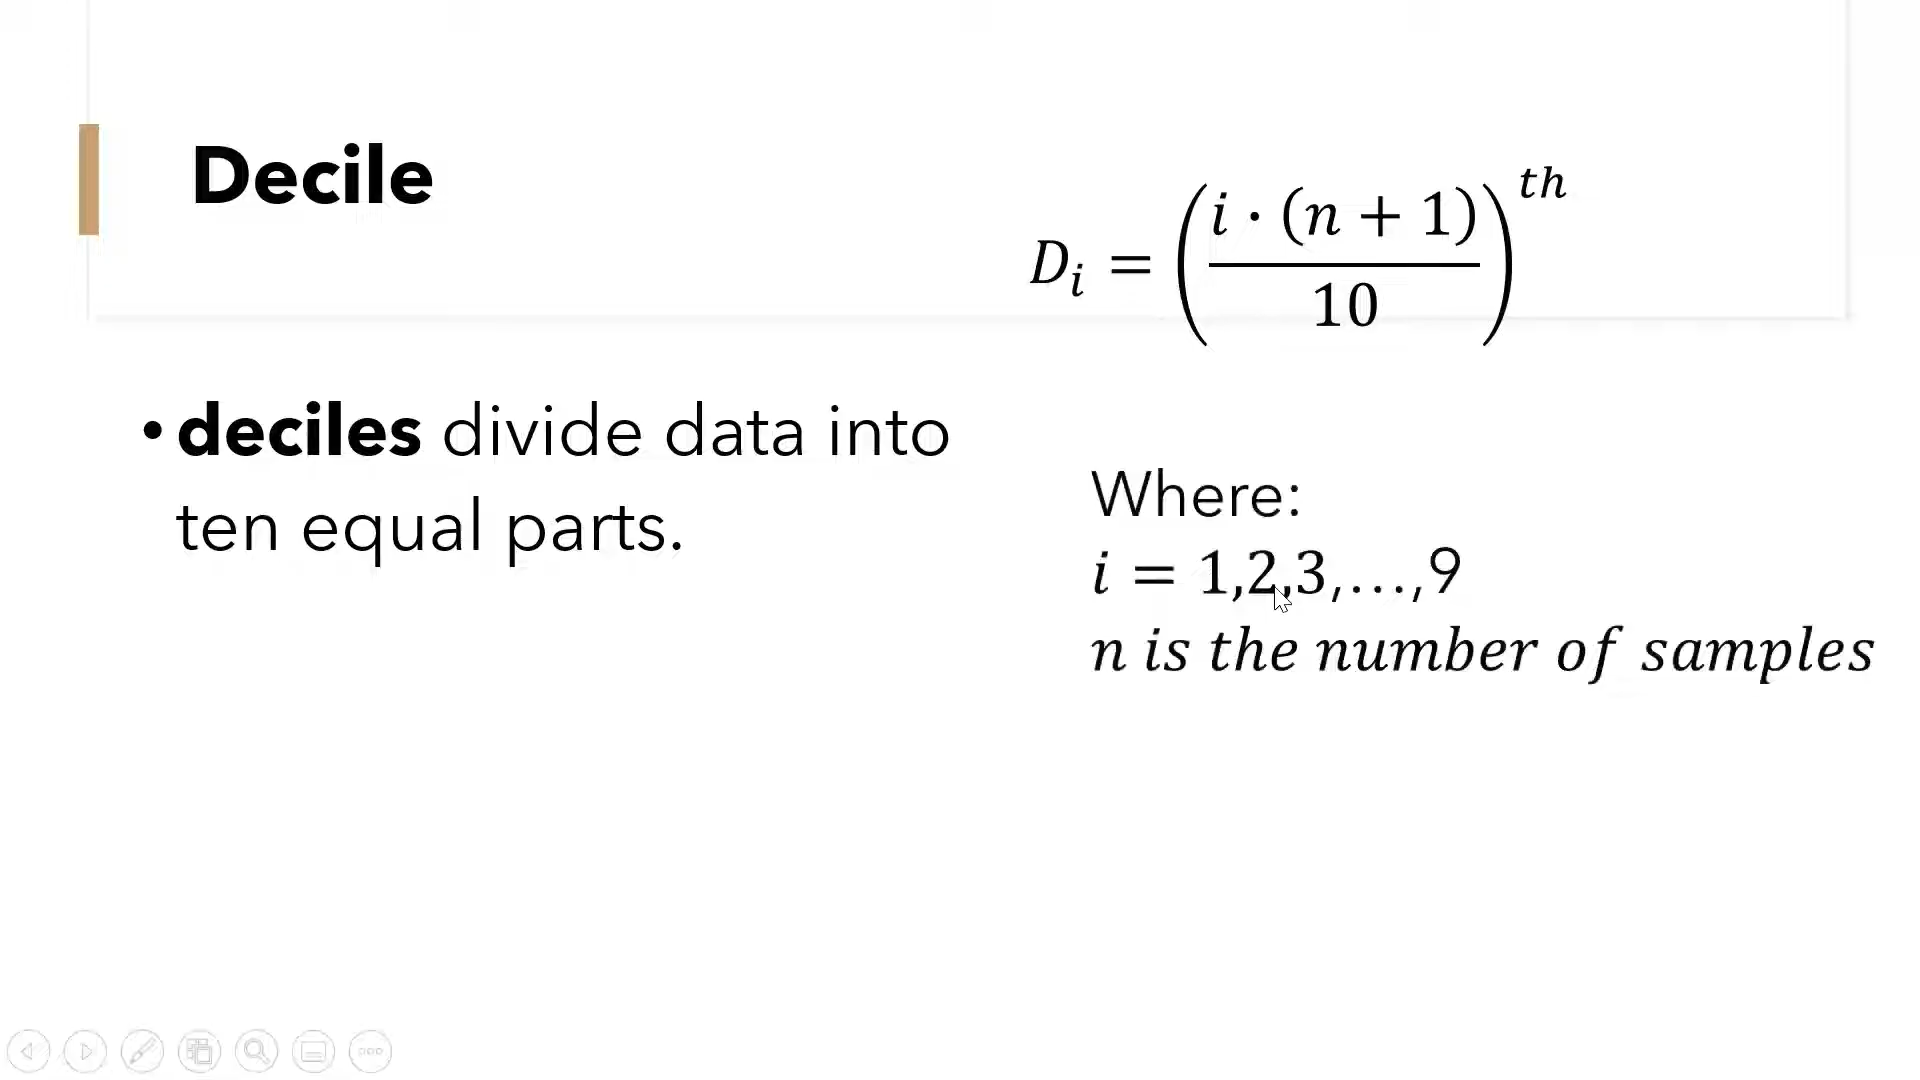 Decile
D_i = (i · (n + 1) / 10)^th
• deciles divide data into
ten equal parts.
Where:
i = 1,2,3,...,9
n is the number of samples